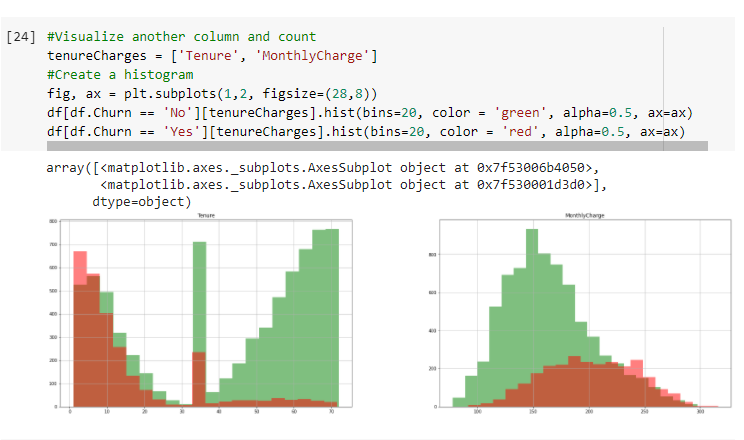 [24] #Visualize another column and count
tenureCharges = ['Tenure', 'MonthlyCharge']
#Create a histogram
fig, ax = plt.subplots(1,2, figsize=(28,8))
df[df.Churn == 'No'][tenureCharges].hist(bins=20, color = 'green', alpha=0.5, ax=ax)
df[df.Churn == 'Yes'][tenureCharges].hist(bins=20, color = 'red', alpha=0.5, ax=ax)
array([<matplotlib.axes._subplots.AxesSubplot object at 0x7f53006b4050>,
<matplotlib.axes._subplots.AxesSubplot object at 0x7f530001d3d0>],
dtype=object)
Tenure
800
700
600
500
400
300
200
100
0
0 10 20 30 40 50 60 70
MonthlyCharge
800
600
400
200
0
100 150 200 250 300